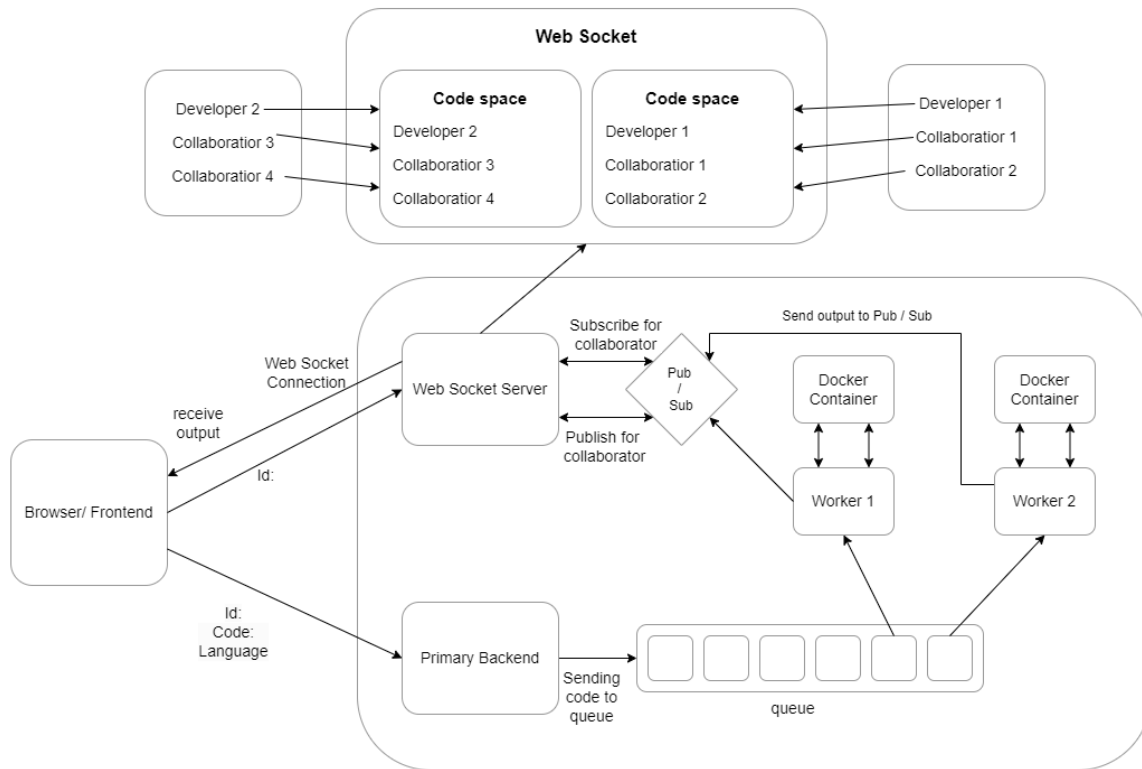 Web Socket
Developer 2
Collaboratior 3
Collaboratior 4
Code space
Developer 2
Collaboratior 3
Collaboratior 4
Code space
Developer 1
Collaboratior 1
Collaboratior 2
Developer 1
Collaboratior 1
Collaboratior 2
Web Socket
Connection
receive
output
Id:
Browser/ Frontend
Id:
Code:
Language
Web Socket Server
Subscribe for
collaborator
Publish for
collaborator
Pub
/
Sub
Send output to Pub / Sub
Docker
Container
Docker
Container
Worker 1
Worker 2
Primary Backend
Sending
code to
queue
queue